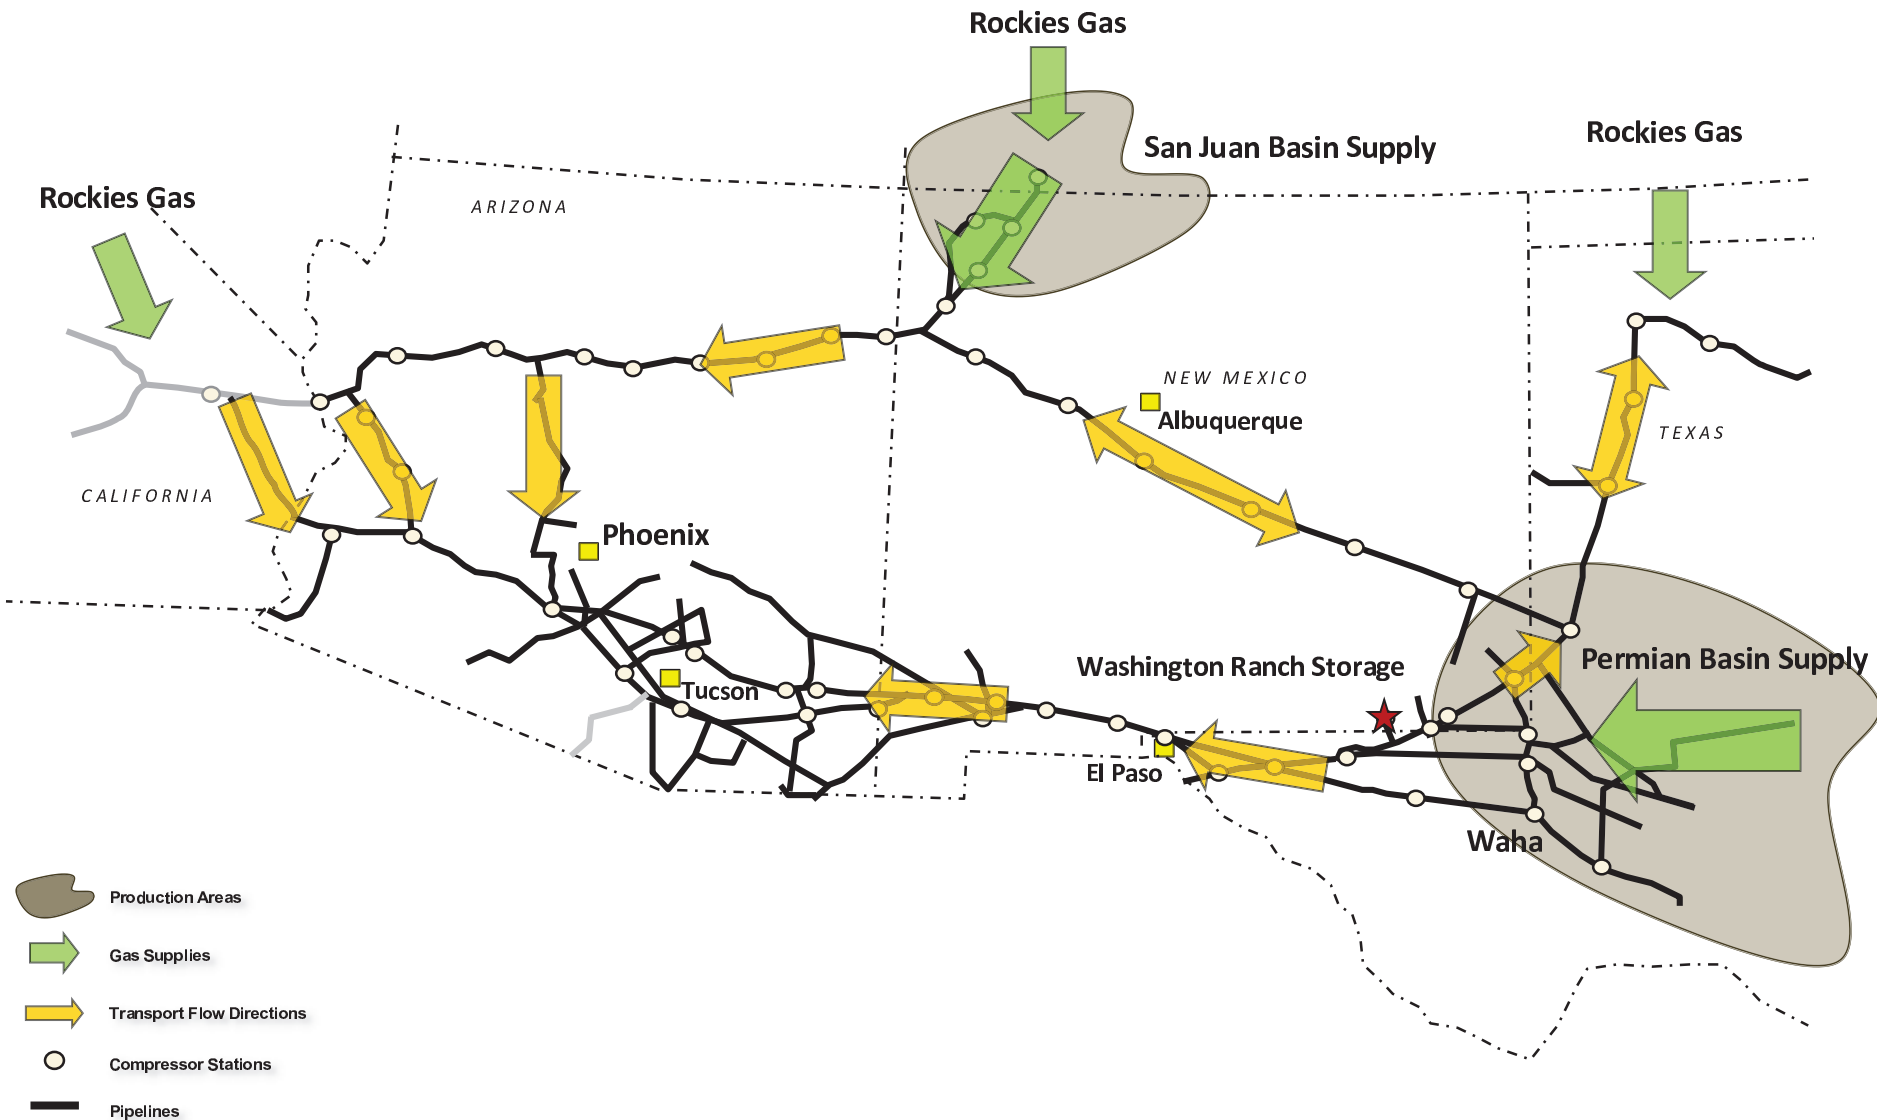 Rockies Gas
Rockies Gas
San Juan Basin Supply
Rockies Gas
ARIZONA
NEW MEXICO
Albuquerque
TEXAS
CALIFORNIA
Phoenix
Permian Basin Supply
Washington Ranch Storage
Tucson
El Paso
Waha
Production Areas
Gas Supplies
Transport Flow Directions
Compressor Stations
Pipelines